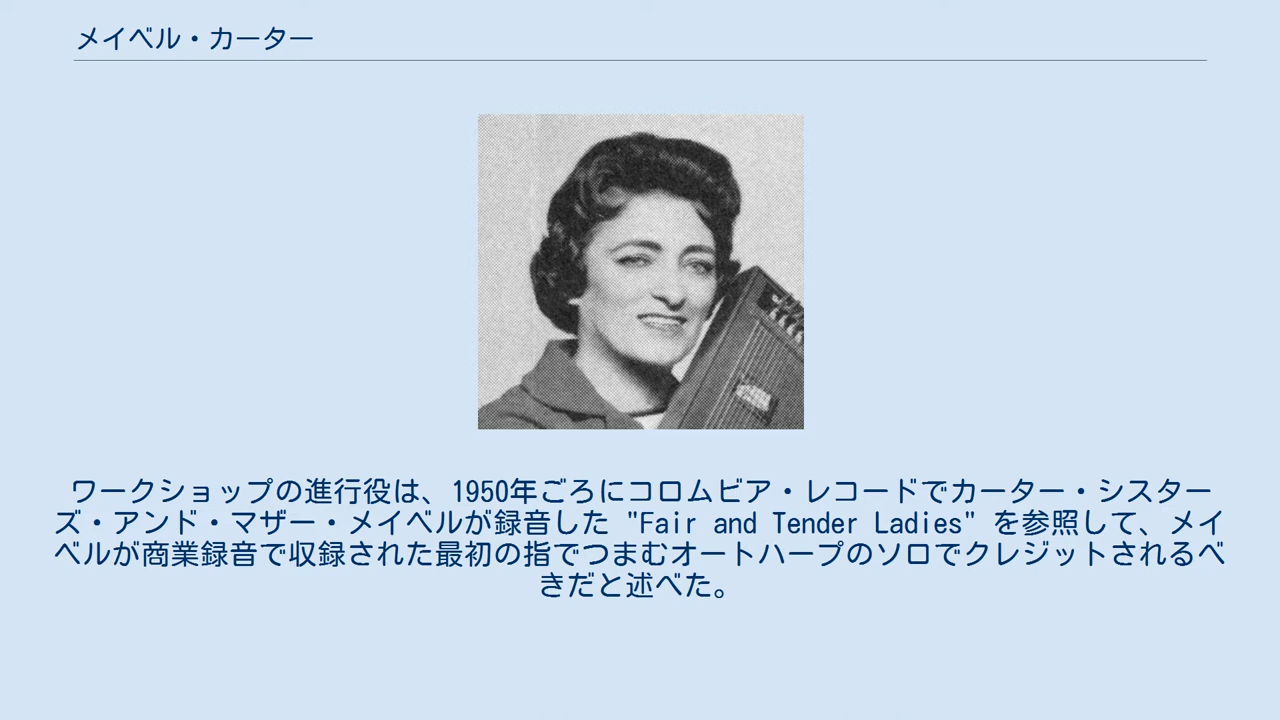 メイベル・カーター
ワークショップの進行役は、1950年ごろにコロムビア・レコードでカーター・シスター
ズ・アンド・マザー・メイベルが録音した "Fair and Tender Ladies" を参照して、メイ
ベルが商業録音で収録された最初の指でつまむオートハープのソロでクレジットされるべ
きだと述べた。